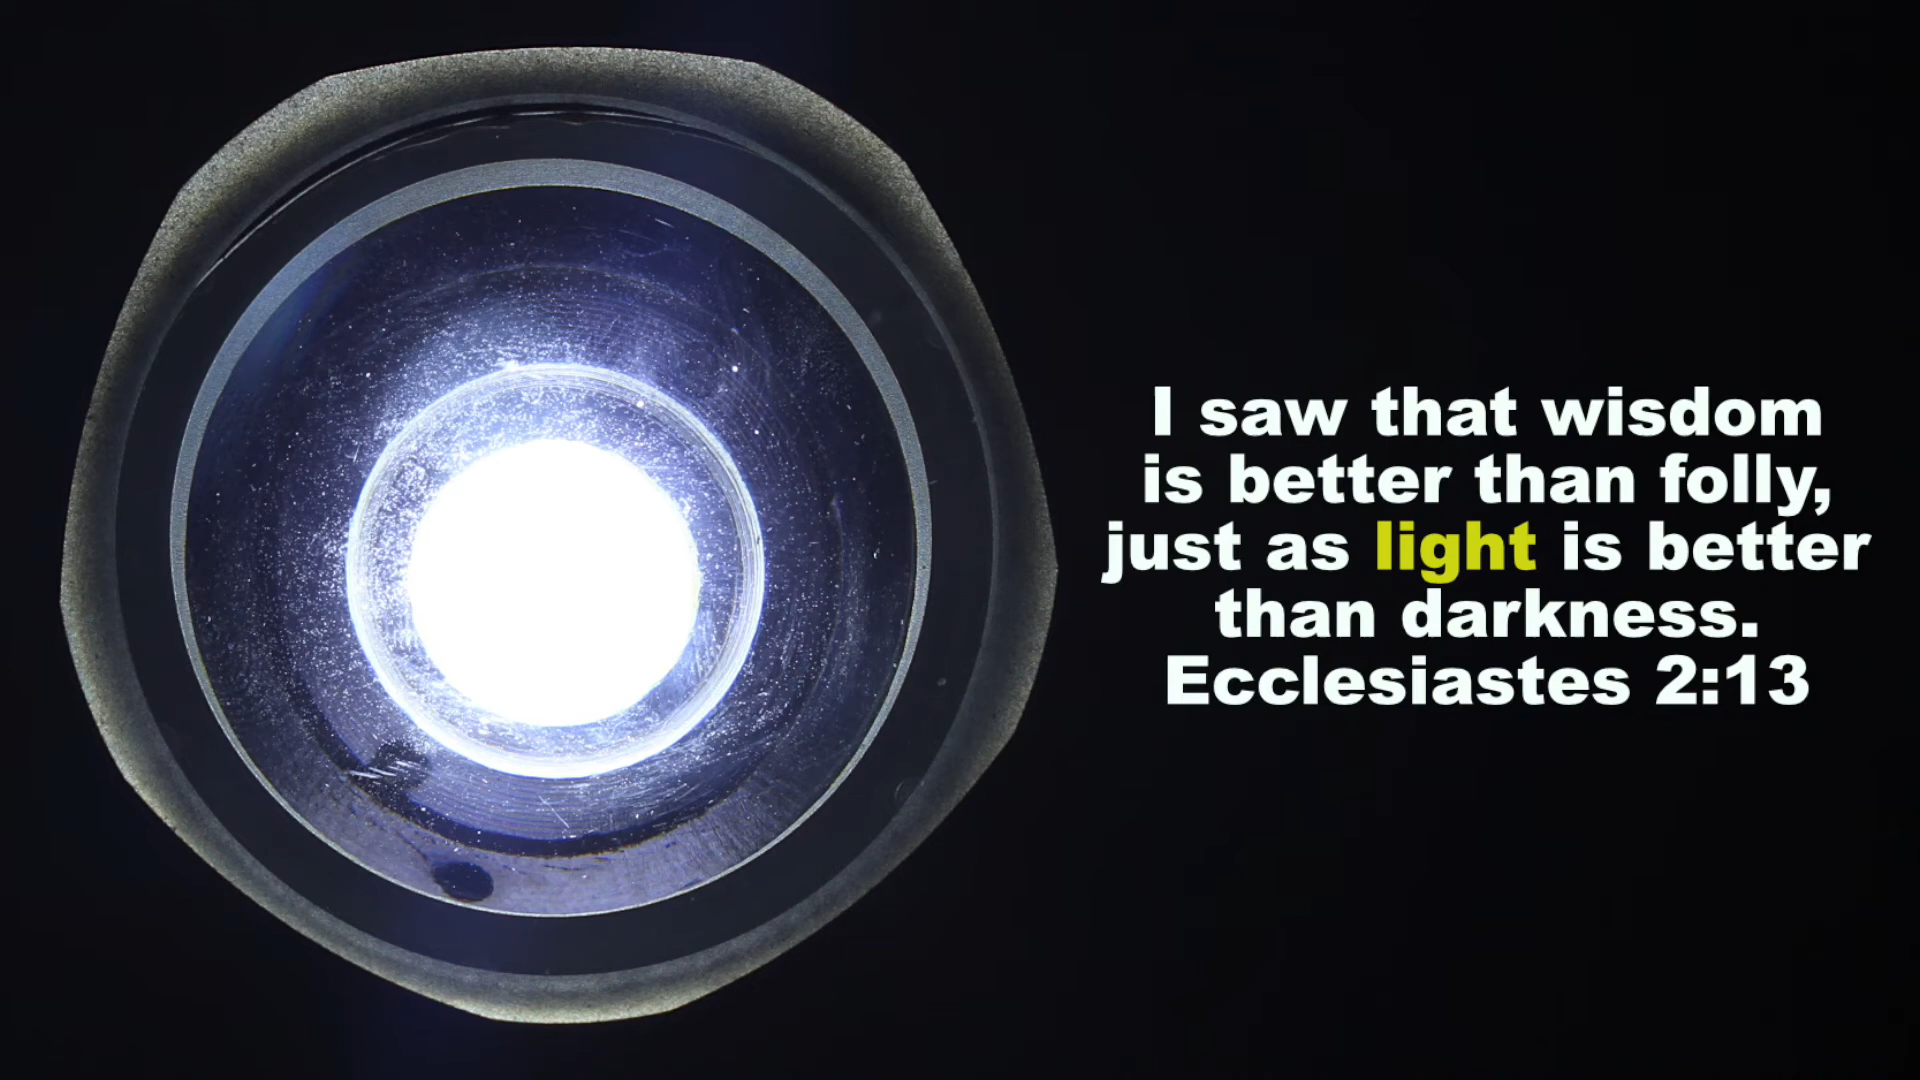 I saw that wisdom
is better than folly,
just as light is better
than darkness.
Ecclesiastes 2:13